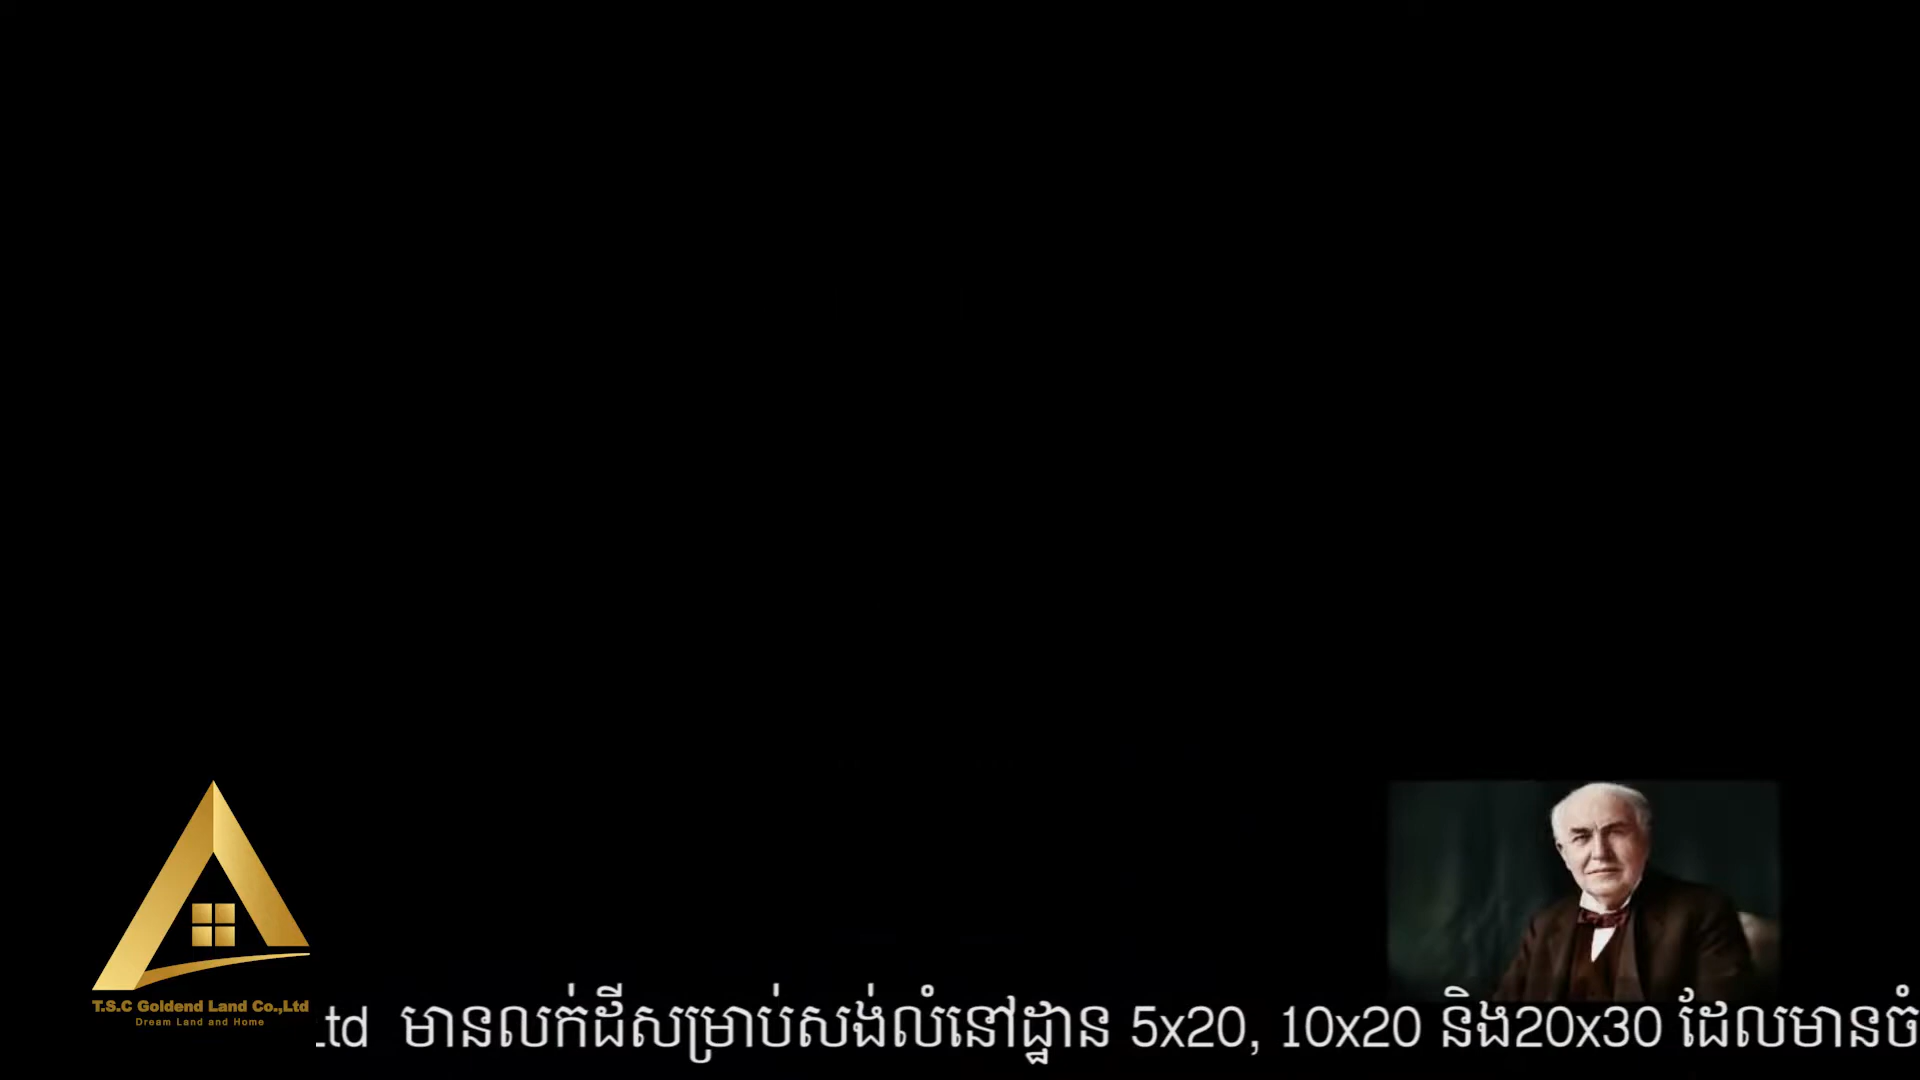 T.S.C Goldend Land Co.,Ltd
Dream Land and Home
Ltd មានលក់ដីសម្រាប់សង់លំនៅដ្ឋាន 5x20, 10x20 និង20x30 ដែលមានចំ